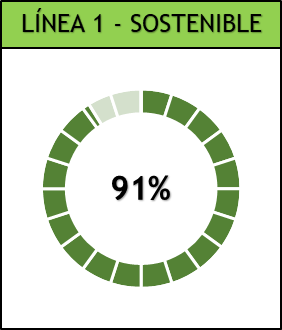 LÍNEA 1 - SOSTENIBLE
91%